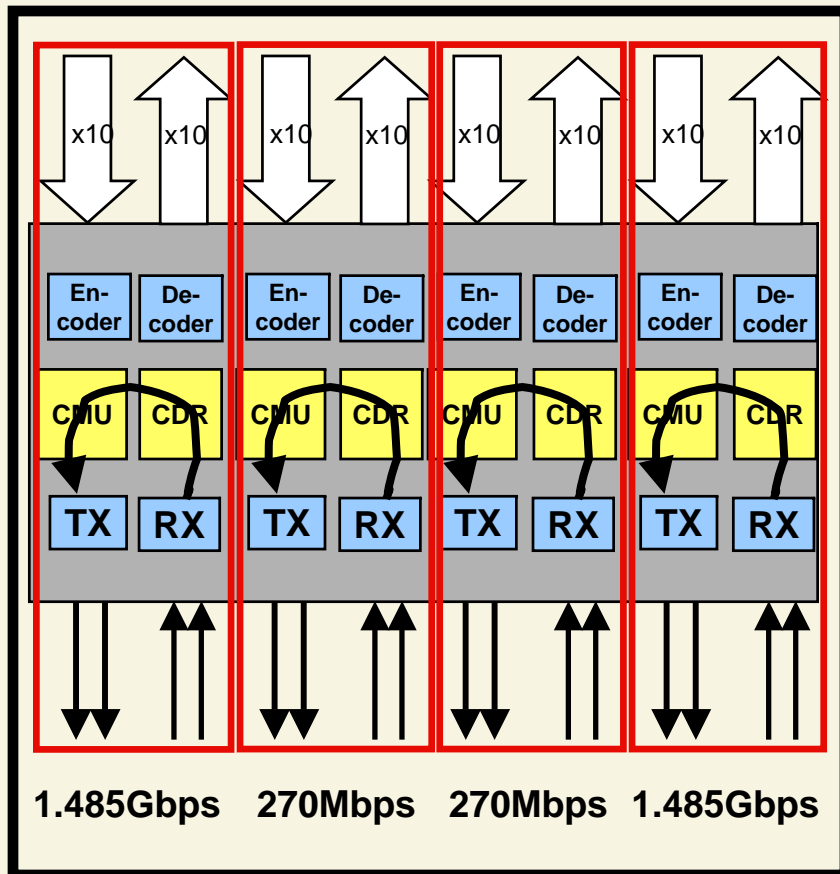 x10 x10 x10 x10 x10 x10 x10 x10
En- De- En- De- En- De- En- De-
coder coder coder coder coder coder coder coder
CMU CDR CMU CDR CMU CDR CMU CDR
TX RX TX RX TX RX TX RX
1.485Gbps 270Mbps 270Mbps 1.485Gbps